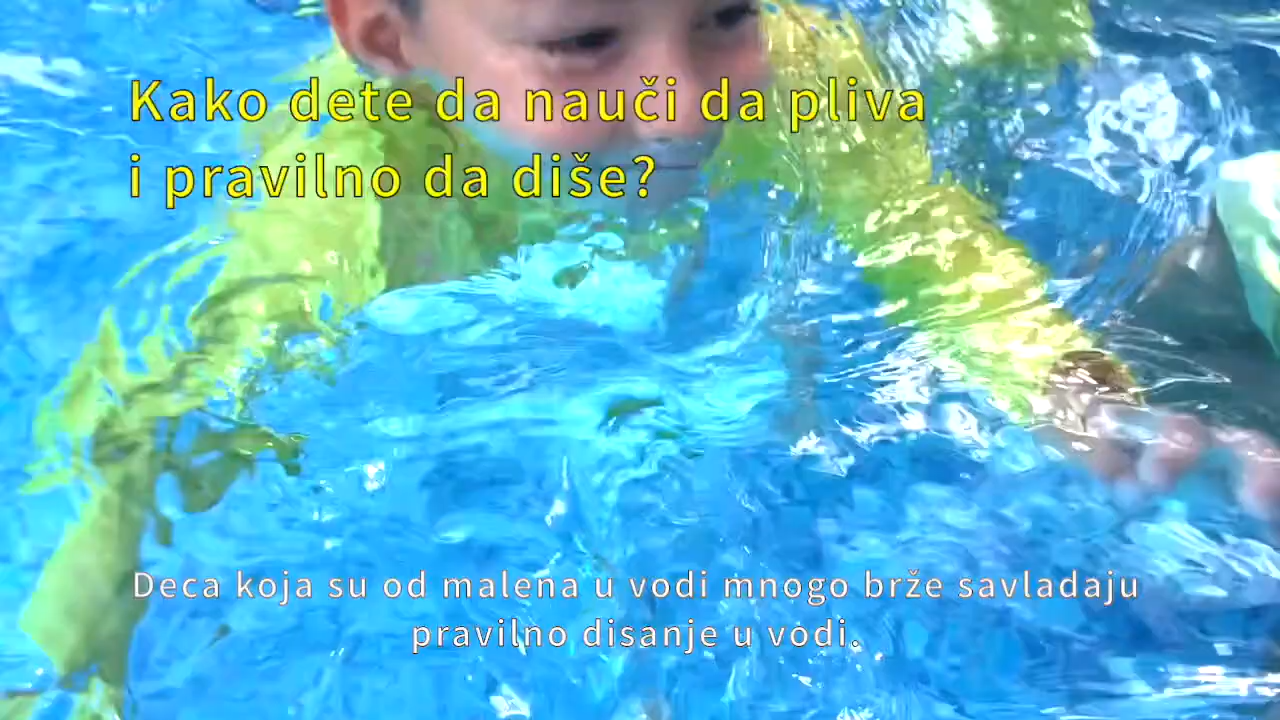 Kako dete da nauči da pliva
i pravilno da diše?
Deca koja su od malena u vodi mnogo brže savladaju
pravilno disanje u vodi.